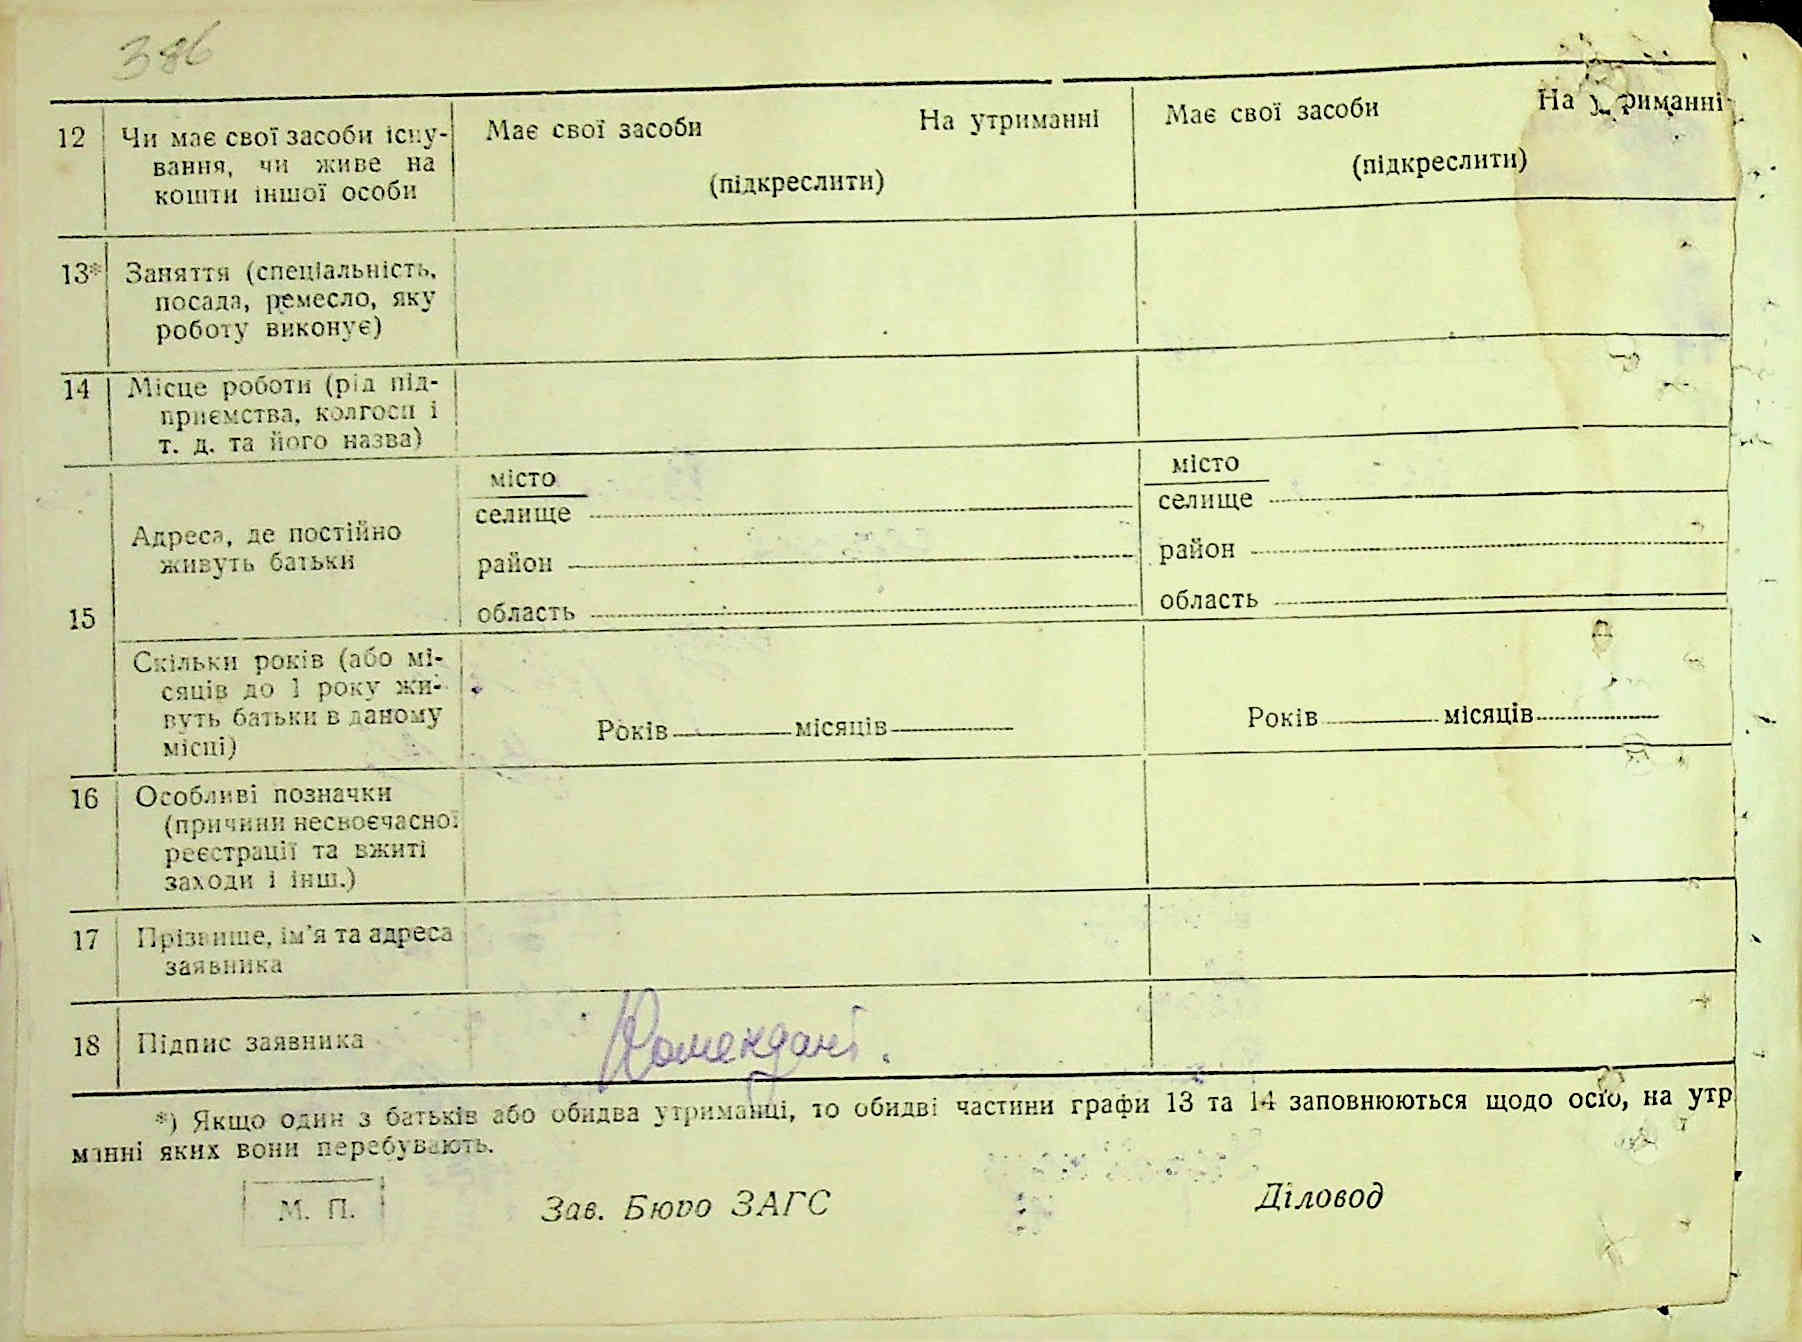 386
12 Чи має свої засоби існу- Має свої засоби На утриманні Має свої засоби На утриманні
вання, чи живе на (підкреслити) (підкреслити)
кошти іншої особи
13* Заняття (спеціальність,
посада, ремесло, яку
роботу виконує)
14 Місце роботи (рід під-
приємства, колгосп і
т. д. та його назва)
місто місто
селище селище
15 Адреса, де постійно
живуть батьки
район район
область область
Скільки років (або мі-
сяців до 1 року жи-
вуть батьки в даному Років місяців Років місяців
місці)
16 Особливі позначки
(причини несвоєчасної
реєстрації та вжиті
заходи і інш.)
17 Прізвище, ім'я та адреса
заявника
18 Підпис заявника Комендант.
*) Якщо один з батьків або обидва утриманці, то обидві частини графи 13 та 14 заповнюються щодо осіб, на утр
манні яких вони перебувають.
М. П. Зав. Бюро ЗАГС Діловод